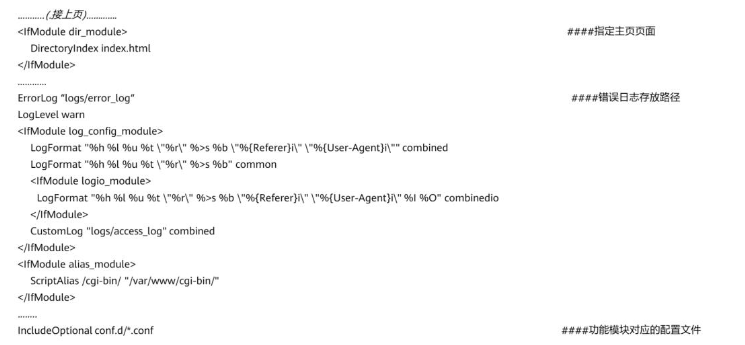 ...........(接上页)............
<IfModule dir_module> ####指定主页页面
DirectoryIndex index.html
</IfModule>
............
ErrorLog "logs/error_log" ####错误日志存放路径
LogLevel warn
<IfModule log_config_module>
LogFormat "%h %l %u %t \"%r\" %>s %b \"%{Referer}i\" \"%{User-Agent}i\"" combined
LogFormat "%h %l %u %t \"%r\" %>s %b" common
<IfModule logio_module>
LogFormat "%h %l %u %t \"%r\" %>s %b \"%{Referer}i\" \"%{User-Agent}i\" %I %O" combinedio
</IfModule>
CustomLog "logs/access_log" combined
</IfModule>
<IfModule alias_module>
ScriptAlias /cgi-bin/ "/var/www/cgi-bin/"
</IfModule>
........
IncludeOptional conf.d/*.conf ####功能模块对应的配置文件